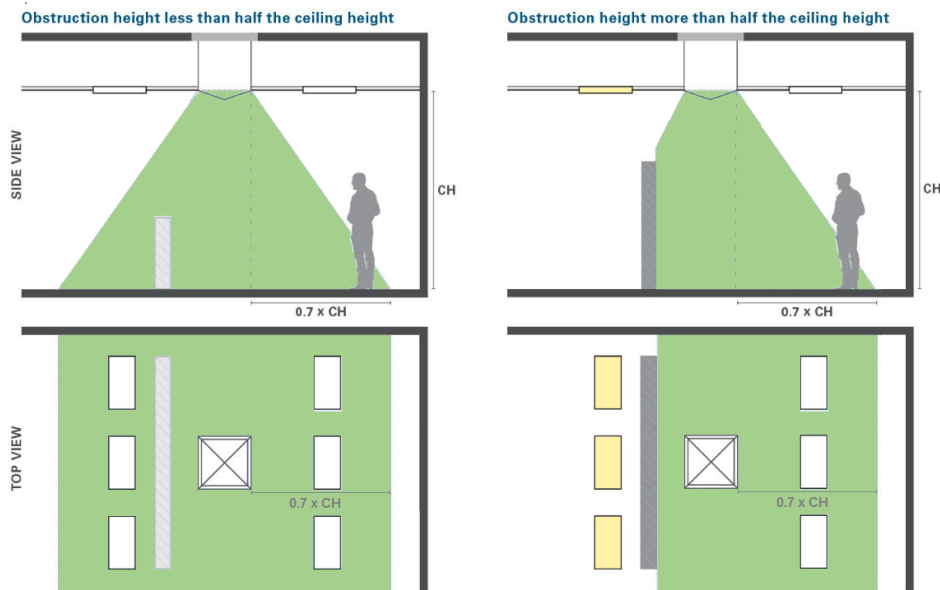 Obstruction height less than half the ceiling height
Obstruction height more than half the ceiling height
SIDE VIEW
CH
CH
0.7 x CH
0.7 x CH
TOP VIEW
0.7 x CH
0.7 x CH